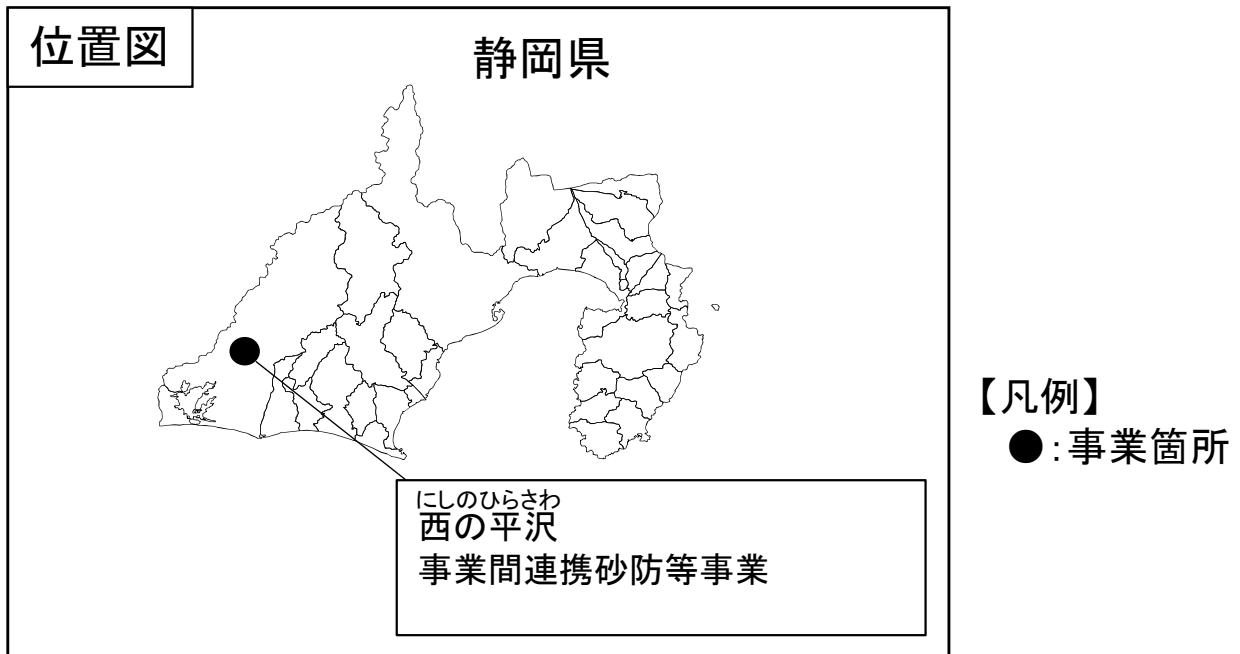 位置図
静岡県
にしのひらさわ
西の平沢
事業間連携砂防等事業
【凡例】
●:事業箇所